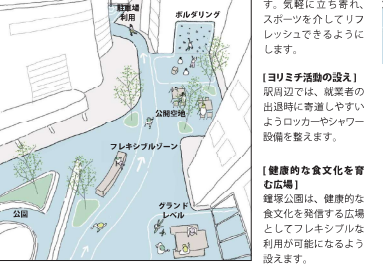 駐車場
利用
ボルダリング
公開空地
フレキシブルゾーン
グランド
レベル
公園
す。気軽に立ち寄れ、
スポーツを介してリフ
レッシュできるように
します。
[ヨリミチ活動の設え]
駅周辺では、就業者の
出退時に寄道しやすい
ようロッカーやシャワー
設備を整えます。
[健康的な食文化を育
む広場]
鐘塚公園は、健康的な
食文化を発信する広場
としてフレキシブルな
利用が可能になるよう
設えます。